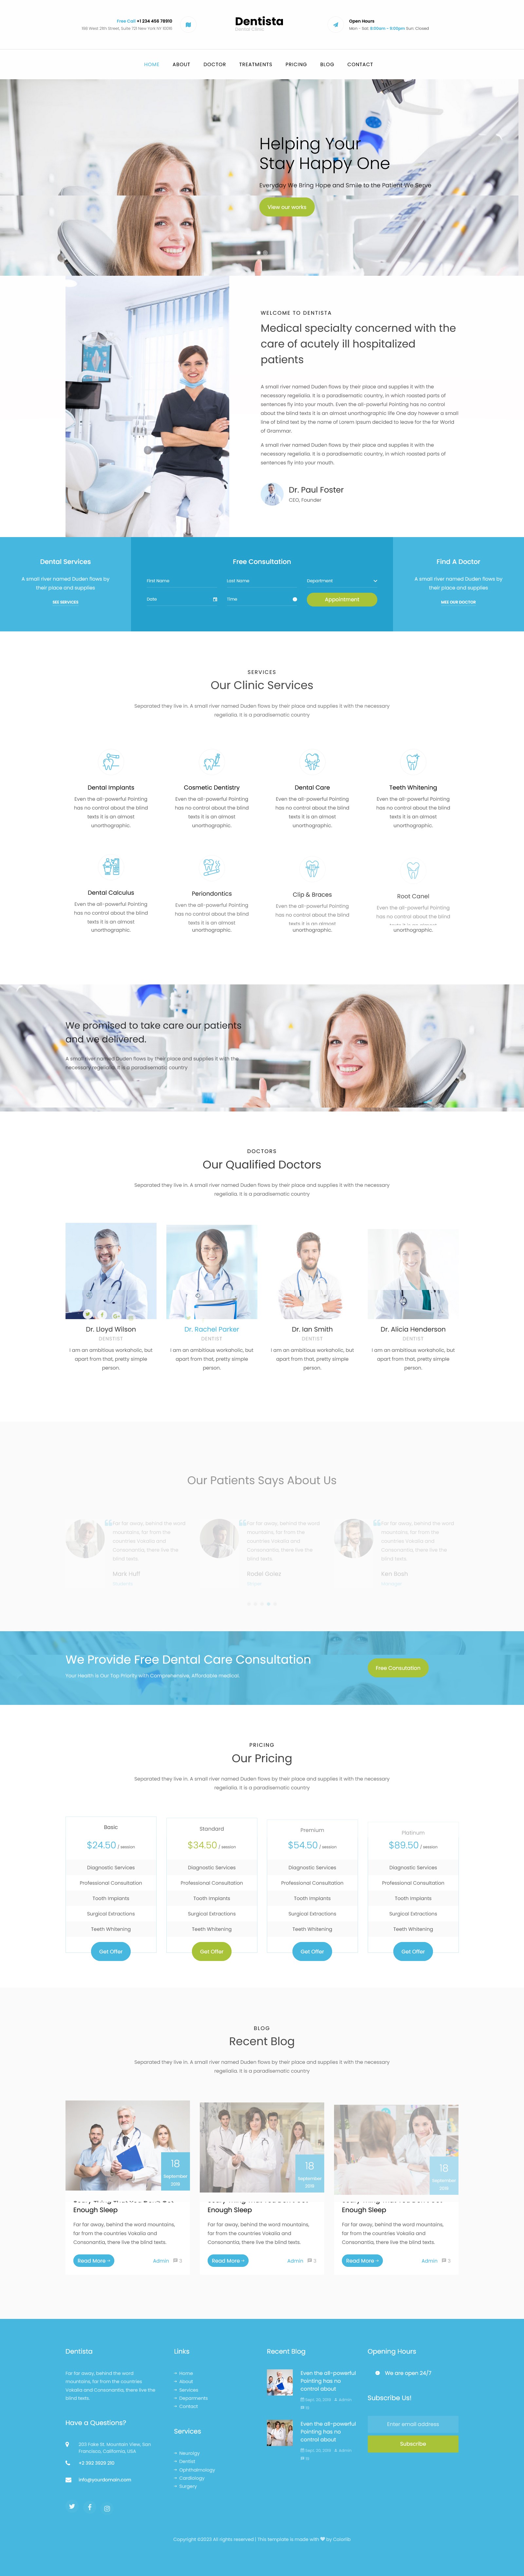 Free Call +1 234 456 78910
198 West 21th Street, Suite 721 New York NY 10016
Dentista
Dental Clinic
Open Hours
Mon - Sat: 8:00am - 9:00pm Sun: Closed
HOME ABOUT DOCTOR TREATMENTS PRICING BLOG CONTACT
Helping Your
Stay Happy One
Everyday We Bring Hope and Smile to the Patient We Serve
View our works
WELCOME TO DENTISTA
Medical specialty concerned with the
care of acutely ill hospitalized
patients
A small river named Duden flows by their place and supplies it with the
necessary regelialia. It is a paradisematic country, in which roasted parts of
sentences fly into your mouth. Even the all-powerful Pointing has no control
about the blind texts it is an almost unorthographic life One day however a small
line of blind text by the name of Lorem Ipsum decided to leave for the far World
of Grammar.
A small river named Duden flows by their place and supplies it with the
necessary regelialia. It is a paradisematic country, in which roasted parts of
sentences fly into your mouth.
Dr. Paul Foster
CEO, Founder
Dental Services
A small river named Duden flows by
their place and supplies
SEE SERVICES
Free Consultation
First Name Last Name Department
Date Time Appointment
Find A Doctor
A small river named Duden flows by
their place and supplies
MEE OUR DOCTOR
SERVICES
Our Clinic Services
Separated they live in. A small river named Duden flows by their place and supplies it with the necessary
regelialia. It is a paradisematic country
Dental Implants
Even the all-powerful Pointing
has no control about the blind
texts it is an almost
unorthographic.
Cosmetic Dentistry
Even the all-powerful Pointing
has no control about the blind
texts it is an almost
unorthographic.
Dental Care
Even the all-powerful Pointing
has no control about the blind
texts it is an almost
unorthographic.
Teeth Whitening
Even the all-powerful Pointing
has no control about the blind
texts it is an almost
unorthographic.
Dental Calculus
Even the all-powerful Pointing
has no control about the blind
texts it is an almost
unorthographic.
Periondontics
Even the all-powerful Pointing
has no control about the blind
texts it is an almost
unorthographic.
Clip & Braces
Even the all-powerful Pointing
has no control about the blind
texts it is an almost
unorthographic.
Root Canel
Even the all-powerful Pointing
has no control about the blind
texts it is an almost
unorthographic.
We promised to take care our patients
and we delivered.
A small river named Duden flows by their place and supplies it with the
necessary regelialia. It is a paradisematic country
DOCTORS
Our Qualified Doctors
Separated they live in. A small river named Duden flows by their place and supplies it with the necessary
regelialia. It is a paradisematic country
Dr. Lloyd Wilson
DENSTIST
I am an ambitious workaholic, but
apart from that, pretty simple
person.
Dr. Rachel Parker
DENTIST
I am an ambitious workaholic, but
apart from that, pretty simple
person.
Dr. Ian Smith
DENTIST
I am an ambitious workaholic, but
apart from that, pretty simple
person.
Dr. Alicia Henderson
DENTIST
I am an ambitious workaholic, but
apart from that, pretty simple
person.
Our Patients Says About Us
Far far away, behind the word
mountains, far from the
countries Vokalia and
Consonantia, there live the
blind texts.
Mark Huff
Far far away, behind the word
mountains, far from the
countries Vokalia and
Consonantia, there live the
blind texts.
Rodel Golez
Far far away, behind the word
mountains, far from the
countries Vokalia and
Consonantia, there live the
blind texts.
Ken Bosh
We Provide Free Dental Care Consultation
Your Health is Our Top Priority with Comprehensive, Affordable medical.
Free Consutation
PRICING
Our Pricing
Separated they live in. A small river named Duden flows by their place and supplies it with the necessary
regelialia. It is a paradisematic country
Basic
$24.50 / session
Diagnostic Services
Professional Consultation
Tooth Implants
Surgical Extractions
Teeth Whitening
Get Offer
Standard
$34.50 / session
Diagnostic Services
Professional Consultation
Tooth Implants
Surgical Extractions
Teeth Whitening
Get Offer
Premium
$54.50 / session
Diagnostic Services
Professional Consultation
Tooth Implants
Surgical Extractions
Teeth Whitening
Get Offer
Platinum
$89.50 / session
Diagnostic Services
Professional Consultation
Tooth Implants
Surgical Extractions
Teeth Whitening
Get Offer
BLOG
Recent Blog
Separated they live in. A small river named Duden flows by their place and supplies it with the necessary
regelialia. It is a paradisematic country
18
September
2018
Enough Sleep
Far far away, behind the word mountains,
far from the countries Vokalia and
Consonantia, there live the blind texts.
Read More Admin 3
18
September
2018
Enough Sleep
Far far away, behind the word mountains,
far from the countries Vokalia and
Consonantia, there live the blind texts.
Read More Admin 3
18
September
2018
Enough Sleep
Far far away, behind the word mountains,
far from the countries Vokalia and
Consonantia, there live the blind texts.
Read More Admin 3
Dentista
Far far away, behind the word
mountains, far from the countries
Vokalia and Consonantia, there live the
blind texts.
Have a Questions?
203 Fake St. Mountain View, San
Francisco, California, USA
+2 392 3929 210
info@yourdomain.com
Links
Home
About
Services
Deparments
Contact
Services
Neurolgy
Dentist
Ophthalmology
Cardiology
Surgery
Recent Blog
Even the all-powerful
Pointing has no
control about
Sept. 20, 2018 Admin
19
Even the all-powerful
Pointing has no
control about
Sept. 20, 2018 Admin
19
Opening Hours
We are open 24/7
Subscribe Us!
Enter email address
Subscribe
Copyright ©2022 All rights reserved | This template is made with by Colorlib